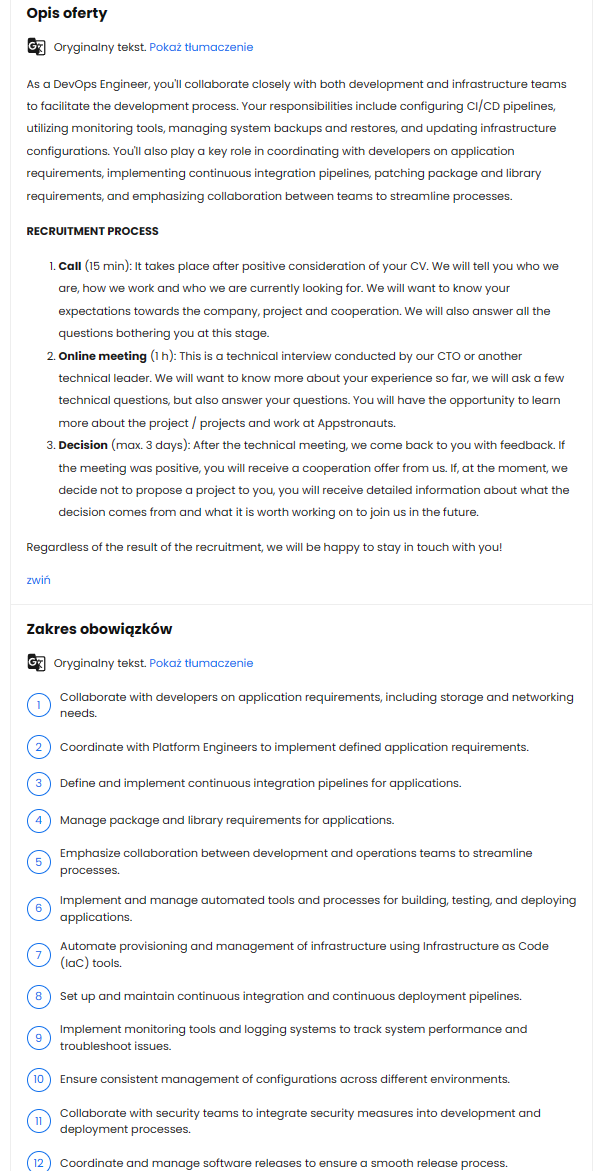 Opis oferty
Oryginalny tekst. Pokaż tłumaczenie
As a DevOps Engineer, you'll collaborate closely with both development and infrastructure teams
to facilitate the development process. Your responsibilities include configuring CI/CD pipelines,
utilizing monitoring tools, managing system backups and restores, and updating infrastructure
configurations. You'll also play a key role in coordinating with developers on application
requirements, implementing continuous integration pipelines, patching package and library
requirements, and emphasizing collaboration between teams to streamline processes.
RECRUITMENT PROCESS
1. Call (15 min): It takes place after positive consideration of your CV. We will tell you who we
are, how we work and who we are currently looking for. We will want to know your
expectations towards the company, project and cooperation. We will also answer all the
questions bothering you at this stage.
2. Online meeting (1 h): This is a technical interview conducted by our CTO or another
technical leader. We will want to know more about your experience so far, we will ask a few
technical questions, but also answer your questions. You will have the opportunity to learn
more about the project / projects and work at Appstronauts.
3. Decision (max. 3 days): After the technical meeting, we come back to you with feedback. If
the meeting was positive, you will receive a cooperation offer from us. If, at the moment, we
decide not to propose a project to you, you will receive detailed information about what the
decision comes from and what it is worth working on to join us in the future.
Regardless of the result of the recruitment, we will be happy to stay in touch with you!
zwiń
Zakres obowiązków
Oryginalny tekst. Pokaż tłumaczenie
1 Collaborate with developers on application requirements, including storage and networking
needs.
2 Coordinate with Platform Engineers to implement defined application requirements.
3 Define and implement continuous integration pipelines for applications.
4 Manage package and library requirements for applications.
5 Emphasize collaboration between development and operations teams to streamline
processes.
6 Implement and manage automated tools and processes for building, testing, and deploying
applications.
7 Automate provisioning and management of infrastructure using Infrastructure as Code
(IaC) tools.
8 Set up and maintain continuous integration and continuous deployment pipelines.
9 Implement monitoring tools and logging systems to track system performance and
troubleshoot issues.
10 Ensure consistent management of configurations across different environments.
11 Collaborate with security teams to integrate security measures into development and
deployment processes.
12 Coordinate and manage software releases to ensure a smooth release process.